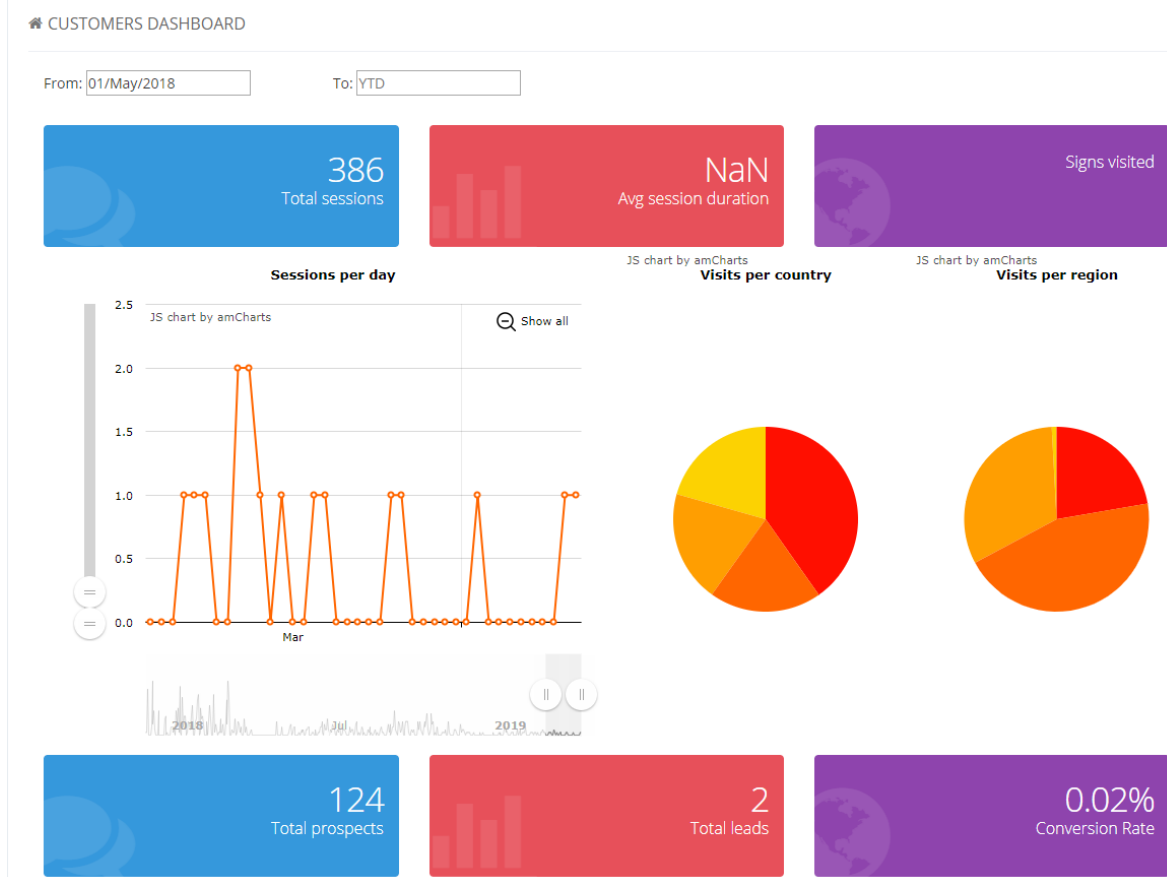 CUSTOMERS DASHBOARD
From: 01/May/2018 To: YTD
386
Total sessions
NaN
Avg session duration
Signs visited
Sessions per day
JS chart by amCharts
Visits per country
JS chart by amCharts
Visits per region
2.5
2.0
1.5
1.0
0.5
0.0
JS chart by amCharts
Show all
Mar
2018 Jul 2019
124
Total prospects
2
Total leads
0.02%
Conversion Rate